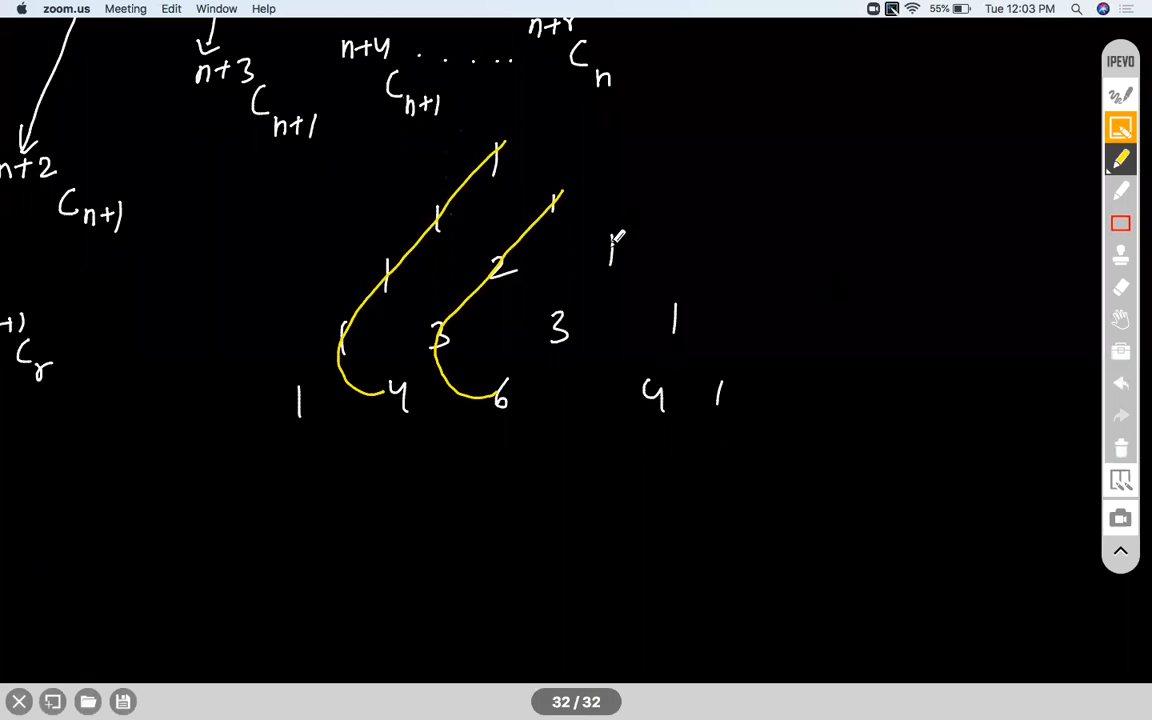 zoom.us Meeting Edit Window Help 55% Tue 12:03 PM
IPEVO
n+4 C n+1 . . . . . C n
n+3 C n+1
n+2 C n+1
1
1 1
1 2 1
1 3 3 1
C r
1 4 6 4 1
32 / 32